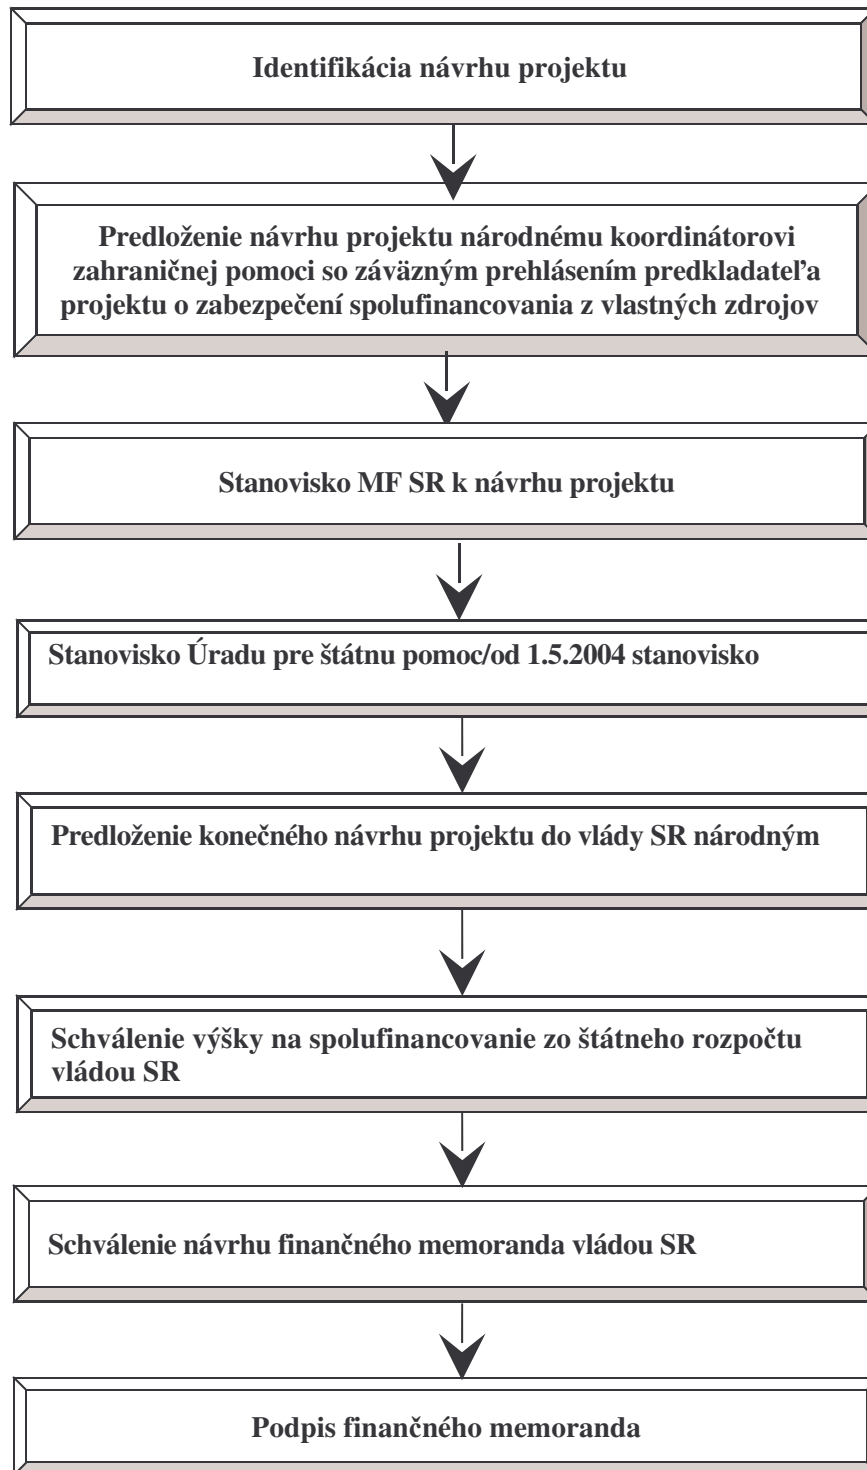 Identifikácia návrhu projektu
Predloženie návrhu projektu národnému koordinátorovi
zahraničnej pomoci so záväzným prehlásením predkladateľa
projektu o zabezpečení spolufinancovania z vlastných zdrojov
Stanovisko MF SR k návrhu projektu
Stanovisko Úradu pre štátnu pomoc/od 1.5.2004 stanovisko
Predloženie konečného návrhu projektu do vlády SR národným
Schválenie výšky na spolufinancovanie zo štátneho rozpočtu
vládou SR
Schválenie návrhu finančného memoranda vládou SR
Podpis finančného memoranda